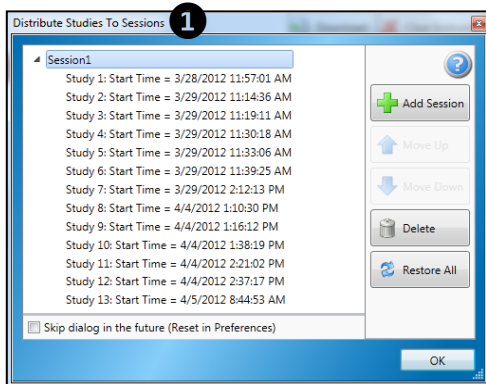 Distribute Studies To Sessions 1
Session1
Study 1: Start Time = 3/28/2012 11:57:01 AM
Study 2: Start Time = 3/29/2012 11:14:36 AM
Study 3: Start Time = 3/29/2012 11:19:11 AM
Study 4: Start Time = 3/29/2012 11:30:18 AM
Study 5: Start Time = 3/29/2012 11:33:06 AM
Study 6: Start Time = 3/29/2012 11:39:25 AM
Study 7: Start Time = 3/29/2012 2:12:13 PM
Study 8: Start Time = 4/4/2012 1:10:30 PM
Study 9: Start Time = 4/4/2012 1:16:12 PM
Study 10: Start Time = 4/4/2012 1:38:19 PM
Study 11: Start Time = 4/4/2012 2:21:02 PM
Study 12: Start Time = 4/4/2012 2:37:17 PM
Study 13: Start Time = 4/5/2012 8:44:53 AM
Skip dialog in the future (Reset in Preferences)
?
Add Session
Move Up
Move Down
Delete
Restore All
OK